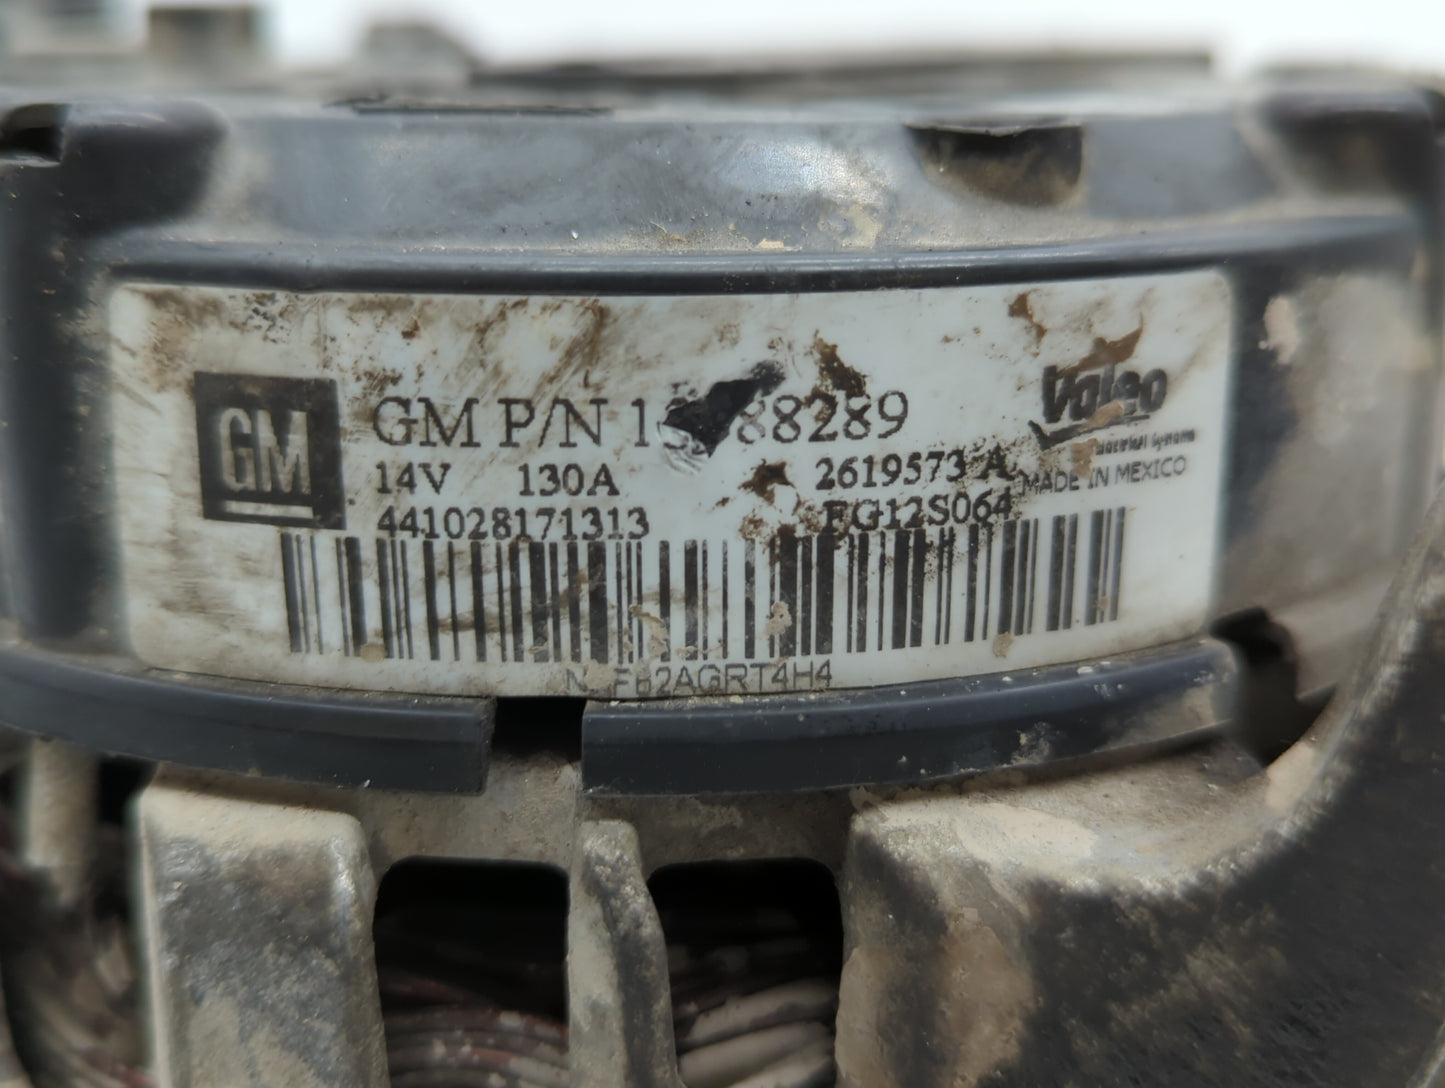 GM
GM P/N
Valeo
14V 130A
2619573 A
MADE IN MEXICO
441028171313
FG12S064